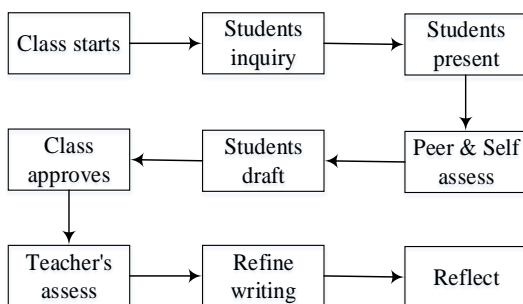 Class starts
Students
inquiry
Students
present
Peer & Self
assess
Students
draft
Class
approves
Teacher's
assess
Refine
writing
Reflect